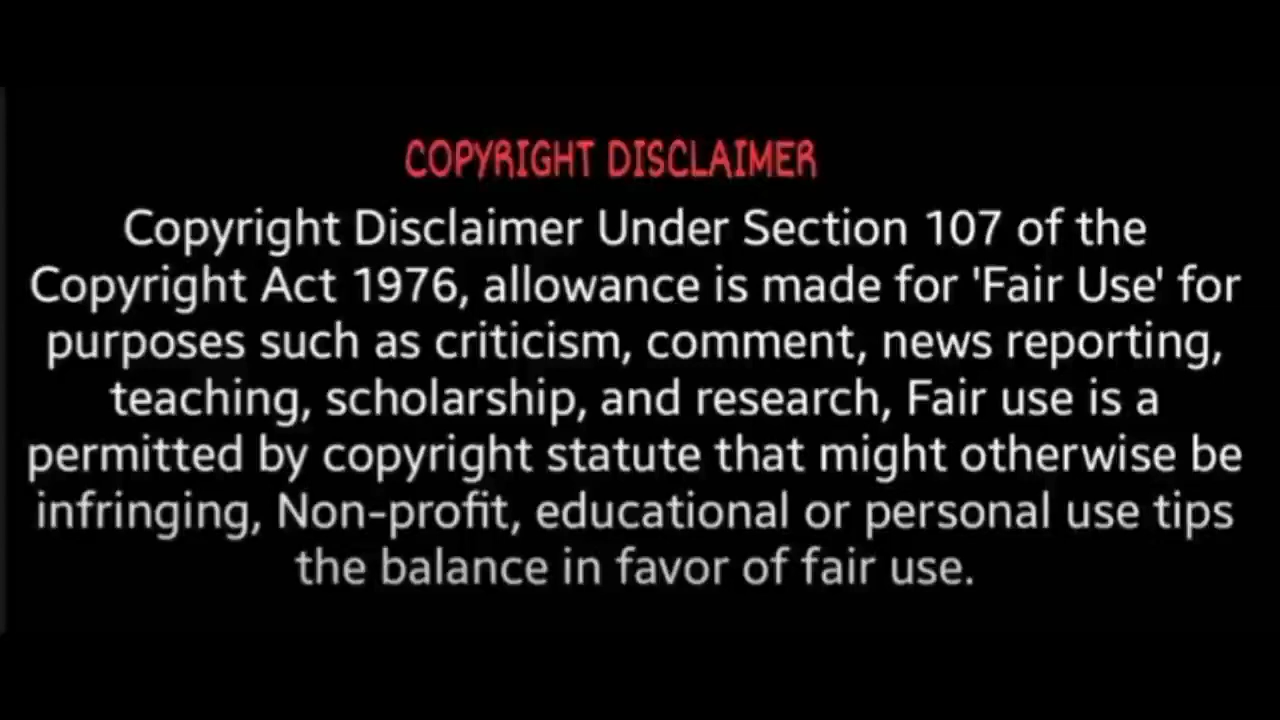 COPYRIGHT DISCLAIMER
Copyright Disclaimer Under Section 107 of the
Copyright Act 1976, allowance is made for 'Fair Use' for
purposes such as criticism, comment, news reporting,
teaching, scholarship, and research, Fair use is a
permitted by copyright statute that might otherwise be
infringing, Non-profit, educational or personal use tips
the balance in favor of fair use.